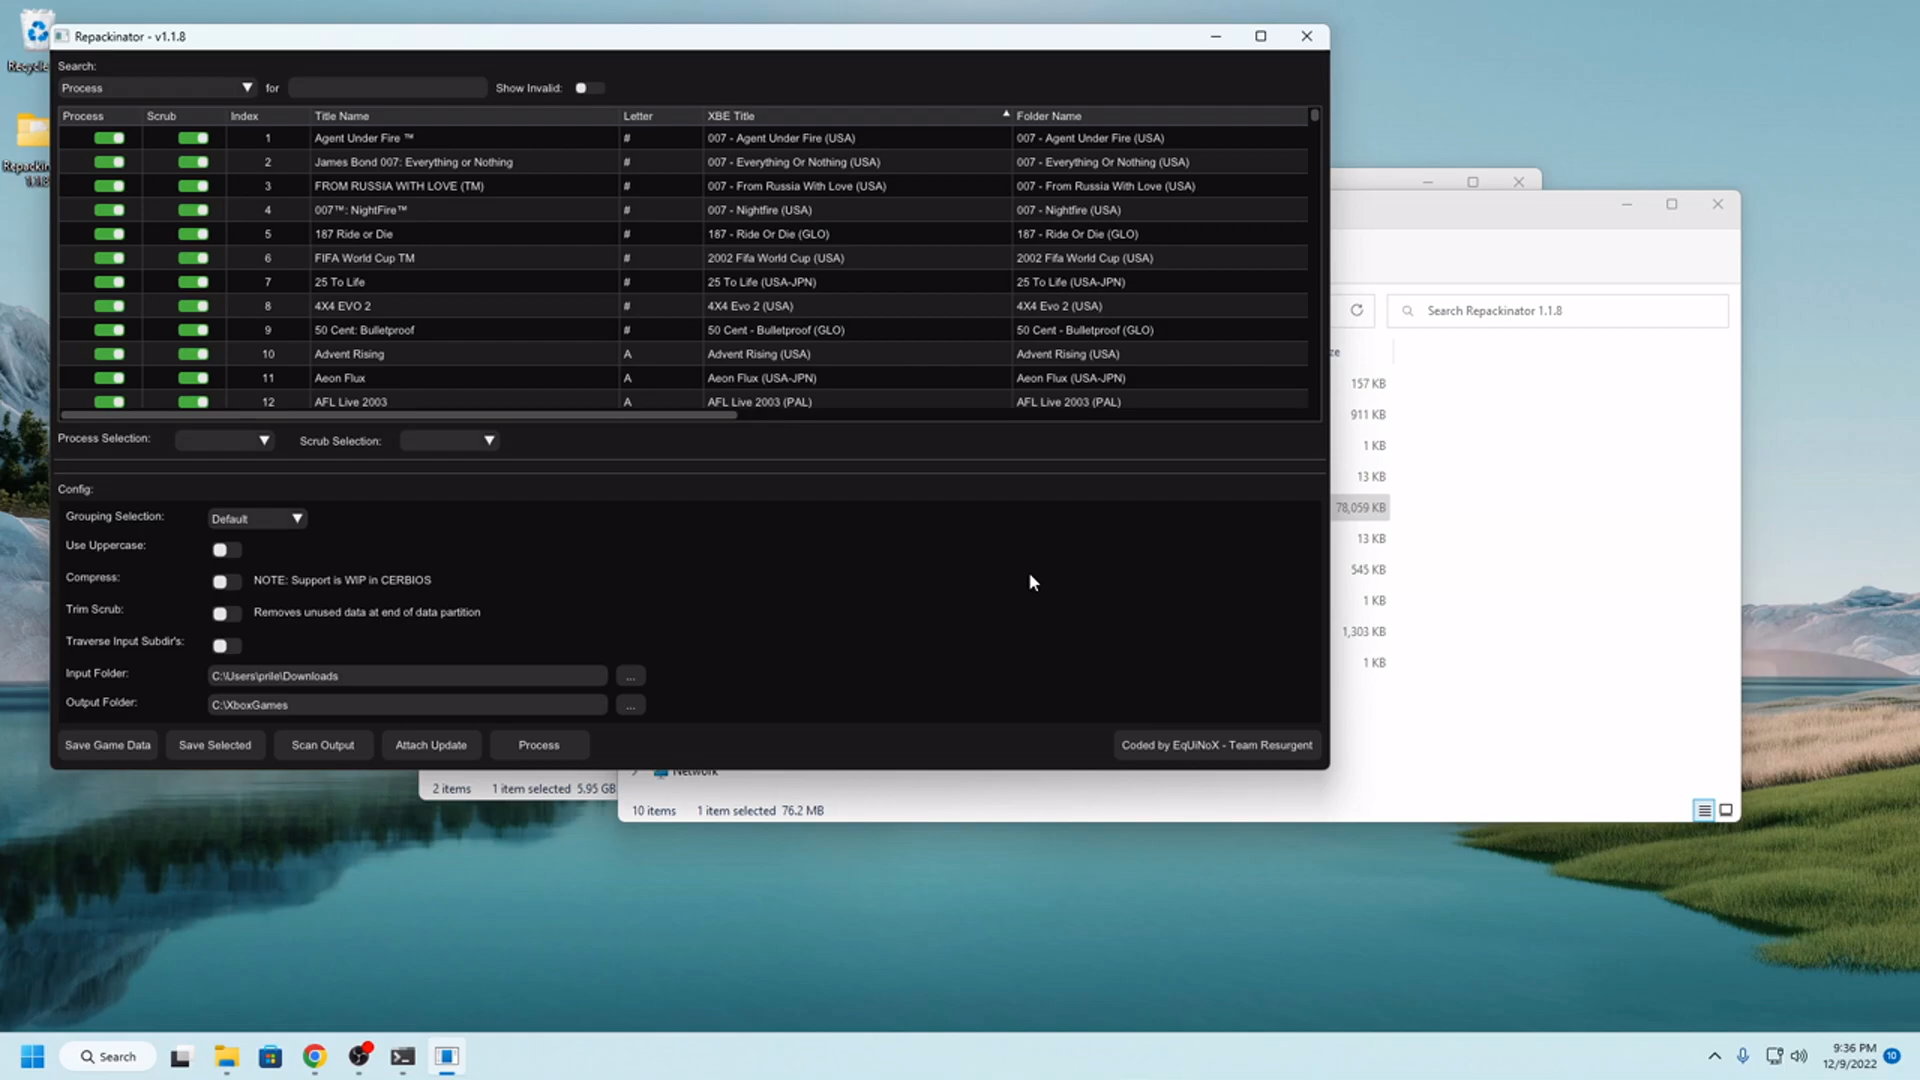 Recycle
Repackin
1.1.8
Repackinator - v1.1.8
Search:
Process for Show Invalid:
Process Scrub Index Title Name Letter XBE Title Folder Name
1 Agent Under Fire ™ # 007 - Agent Under Fire (USA) 007 - Agent Under Fire (USA)
2 James Bond 007: Everything or Nothing # 007 - Everything Or Nothing (USA) 007 - Everything Or Nothing (USA)
3 FROM RUSSIA WITH LOVE (TM) # 007 - From Russia With Love (USA) 007 - From Russia With Love (USA)
4 007™: NightFire™ # 007 - Nightfire (USA) 007 - Nightfire (USA)
5 187 Ride or Die # 187 - Ride Or Die (GLO) 187 - Ride Or Die (GLO)
6 FIFA World Cup TM # 2002 Fifa World Cup (USA) 2002 Fifa World Cup (USA)
7 25 To Life # 25 To Life (USA-JPN) 25 To Life (USA-JPN)
8 4X4 EVO 2 # 4X4 Evo 2 (USA) 4X4 Evo 2 (USA)
9 50 Cent: Bulletproof # 50 Cent - Bulletproof (GLO) 50 Cent - Bulletproof (GLO)
10 Advent Rising A Advent Rising (USA) Advent Rising (USA)
11 Aeon Flux A Aeon Flux (USA-JPN) Aeon Flux (USA-JPN)
12 AFL Live 2003 A AFL Live 2003 (PAL) AFL Live 2003 (PAL)
Process Selection: Scrub Selection:
Config:
Grouping Selection: Default
Use Uppercase:
Compress: NOTE: Support is WIP in CERBIOS
Trim Scrub: Removes unused data at end of data partition
Traverse Input Subdir's:
Input Folder: C:\Users\prile\Downloads ...
Output Folder: C:\XboxGames ...
Save Game Data Save Selected Scan Output Attach Update Process Coded by EqUiNoX - Team Resurgent
Search Repackinator 1.1.8
ze
157 KB
911 KB
1 KB
13 KB
78,059 KB
13 KB
545 KB
1 KB
1,303 KB
1 KB
Network
2 items 1 item selected 5.95 GB
10 items 1 item selected 76.2 MB
Search
9:36 PM
12/9/2022
10